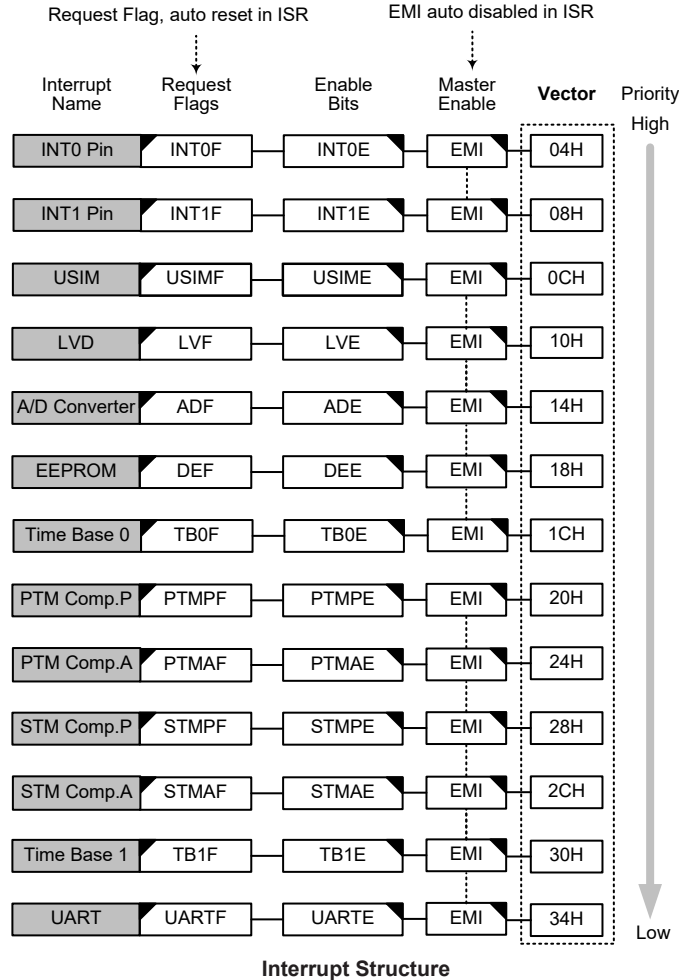 Request Flag, auto reset in ISR
EMI auto disabled in ISR
Interrupt Name
Request Flags
Enable Bits
Master Enable
Vector
Priority
High
INT0 Pin INT0F INT0E EMI 04H
INT1 Pin INT1F INT1E EMI 08H
USIM USIMF USIME EMI 0CH
LVD LVF LVE EMI 10H
A/D Converter ADF ADE EMI 14H
EEPROM DEF DEE EMI 18H
Time Base 0 TB0F TB0E EMI 1CH
PTM Comp.P PTMPF PTMPE EMI 20H
PTM Comp.A PTMAF PTMAE EMI 24H
STM Comp.P STMPF STMPE EMI 28H
STM Comp.A STMAF STMAE EMI 2CH
Time Base 1 TB1F TB1E EMI 30H
UART UARTF UARTE EMI 34H
Low
Interrupt Structure